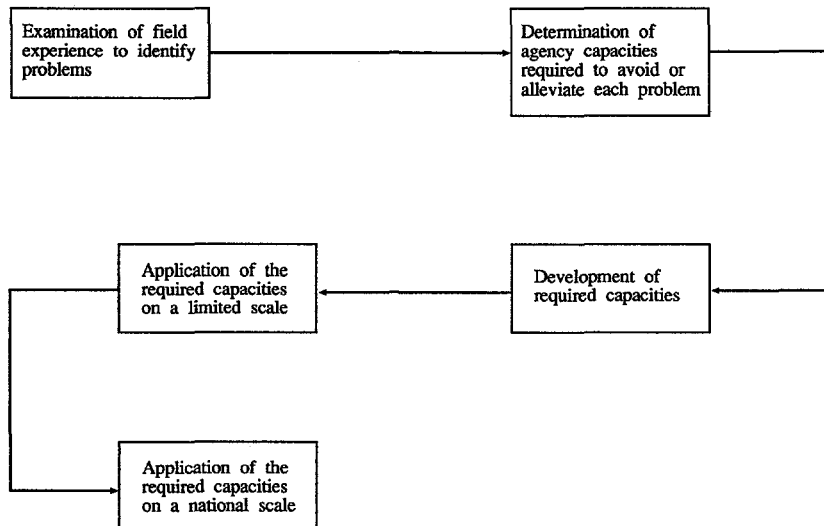 Examination of field
experience to identify
problems
Determination of
agency capacities
required to avoid or
alleviate each problem
Development of
required capacities
Application of the
required capacities
on a limited scale
Application of the
required capacities
on a national scale